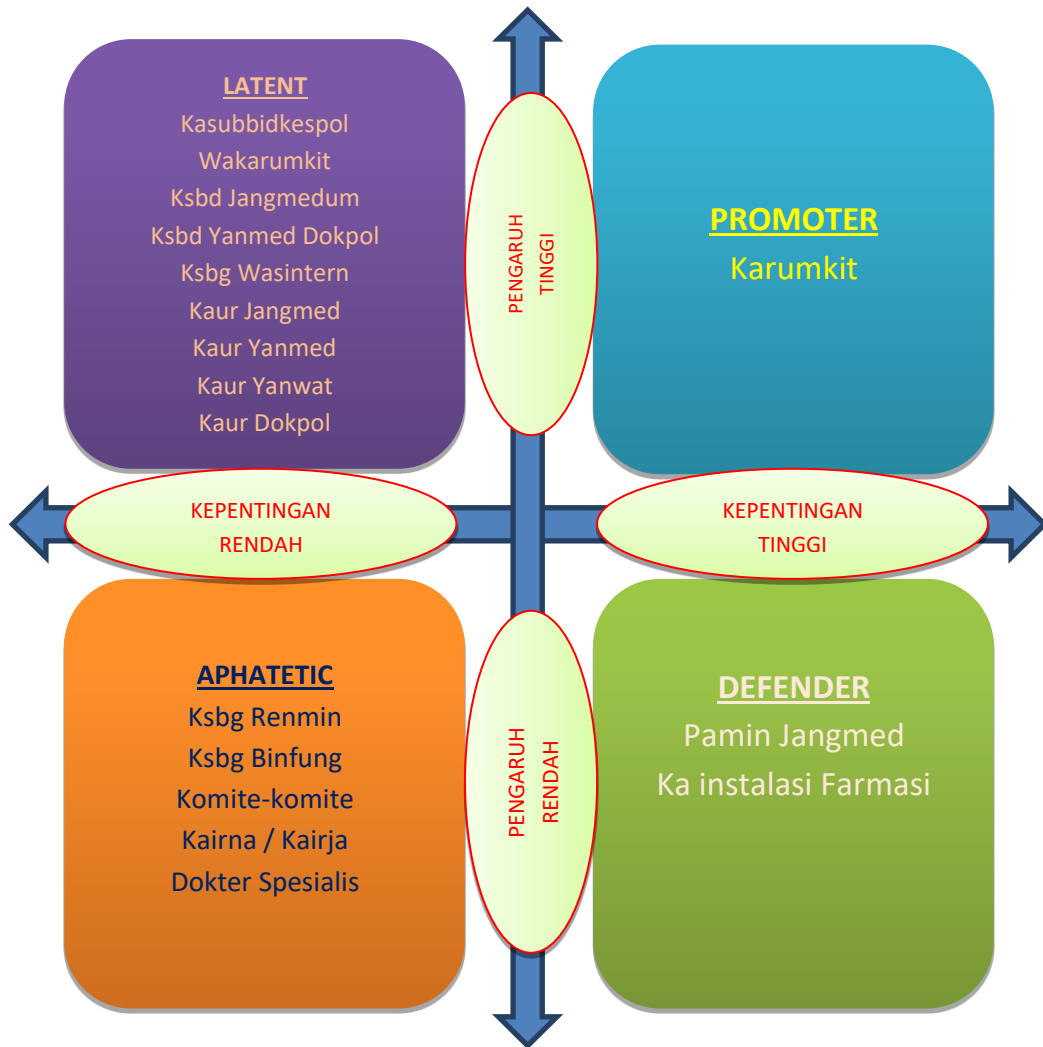 LATENT
Kasubbidkespol
Wakarumkit
Ksbd Jangmedum
Ksbd Yanmed Dokpol
Ksbg Wasintern
Kaur Jangmed
Kaur Yanmed
Kaur Yanwat
Kaur Dokpol
PENGARUH
TINGGI
PROMOTER
Karumkit
KEPENTINGAN
RENDAH
KEPENTINGAN
TINGGI
APHATETIC
Ksbg Renmin
Ksbg Binfung
Komite-komite
Kairna / Kairja
Dokter Spesialis
PENGARUH
RENDAH
DEFENDER
Pamin Jangmed
Ka instalasi Farmasi